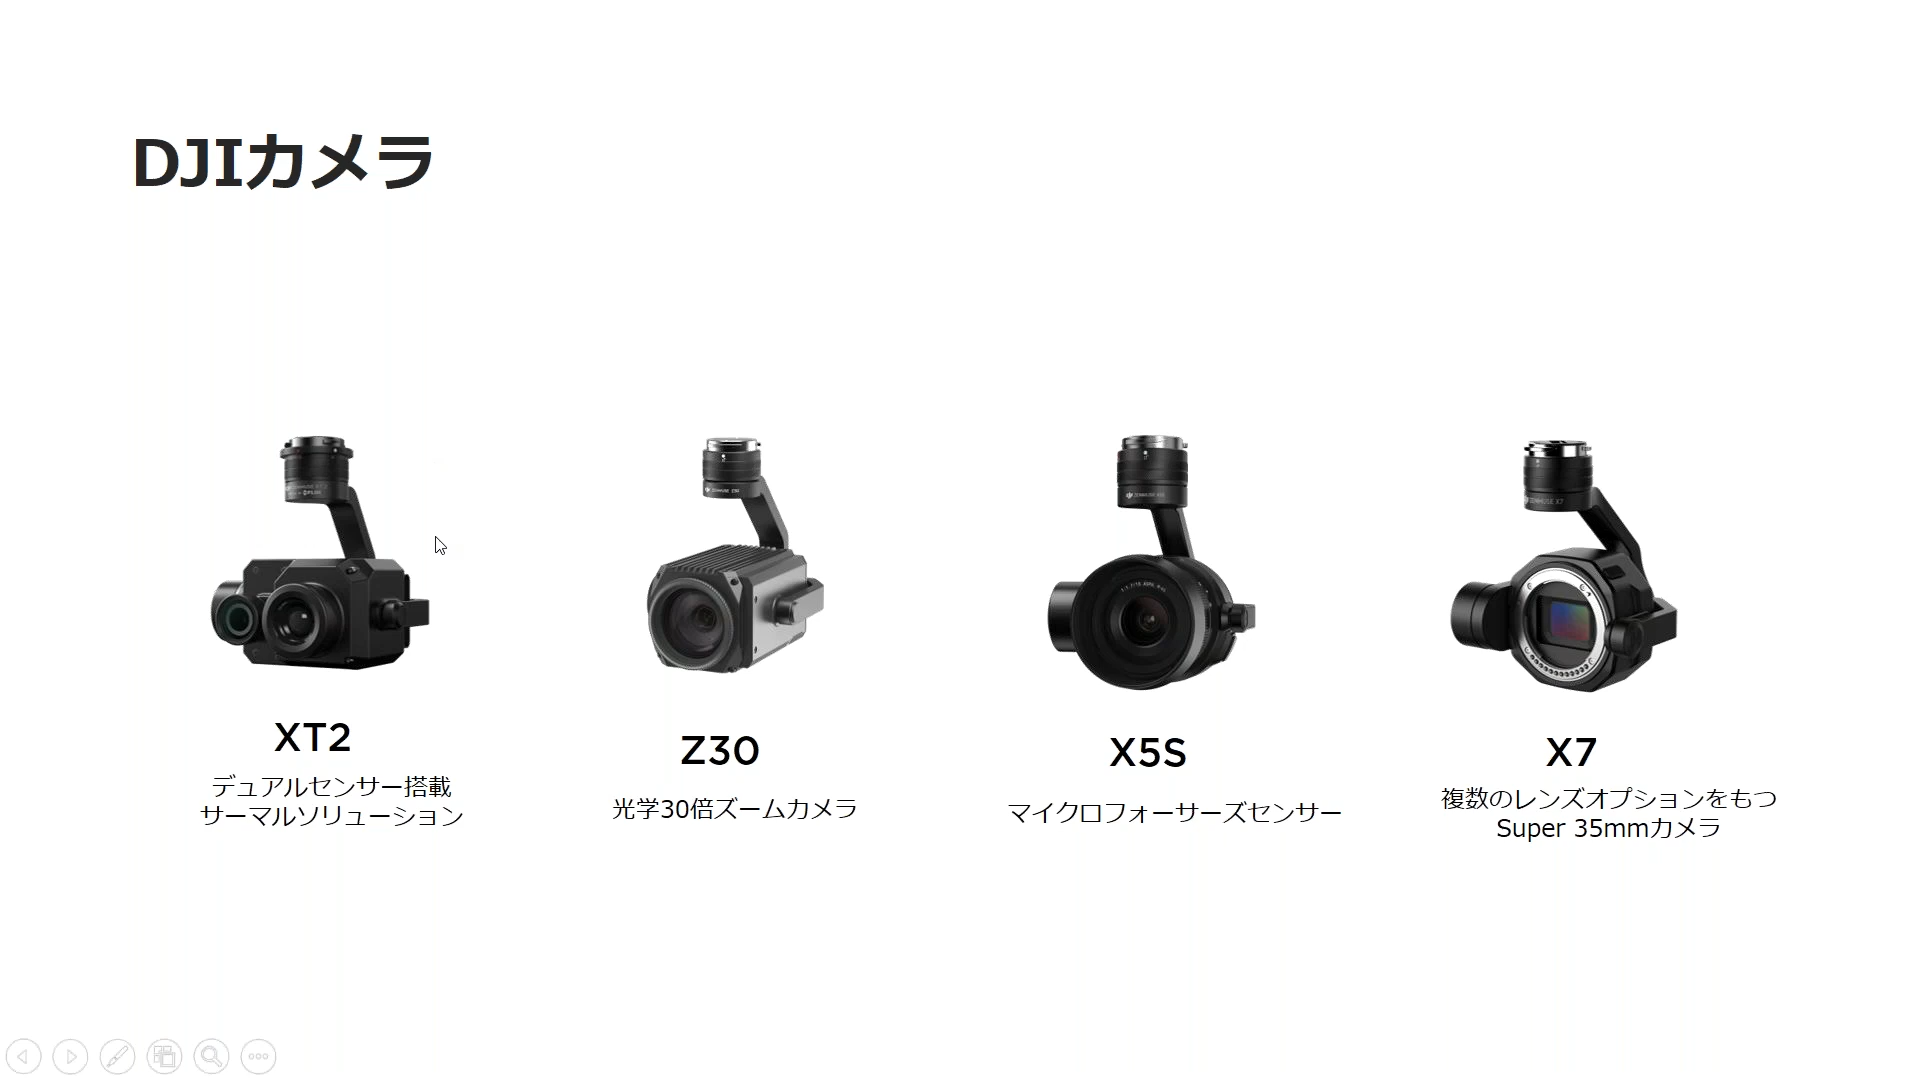 DJIカメラ
XT2
デュアルセンサー搭載
サーマルソリューション
Z30
光学30倍ズームカメラ
X5S
マイクロフォーサーズセンサー
X7
複数のレンズオプションをもつ
Super 35mmカメラ
ZENMUSE X7